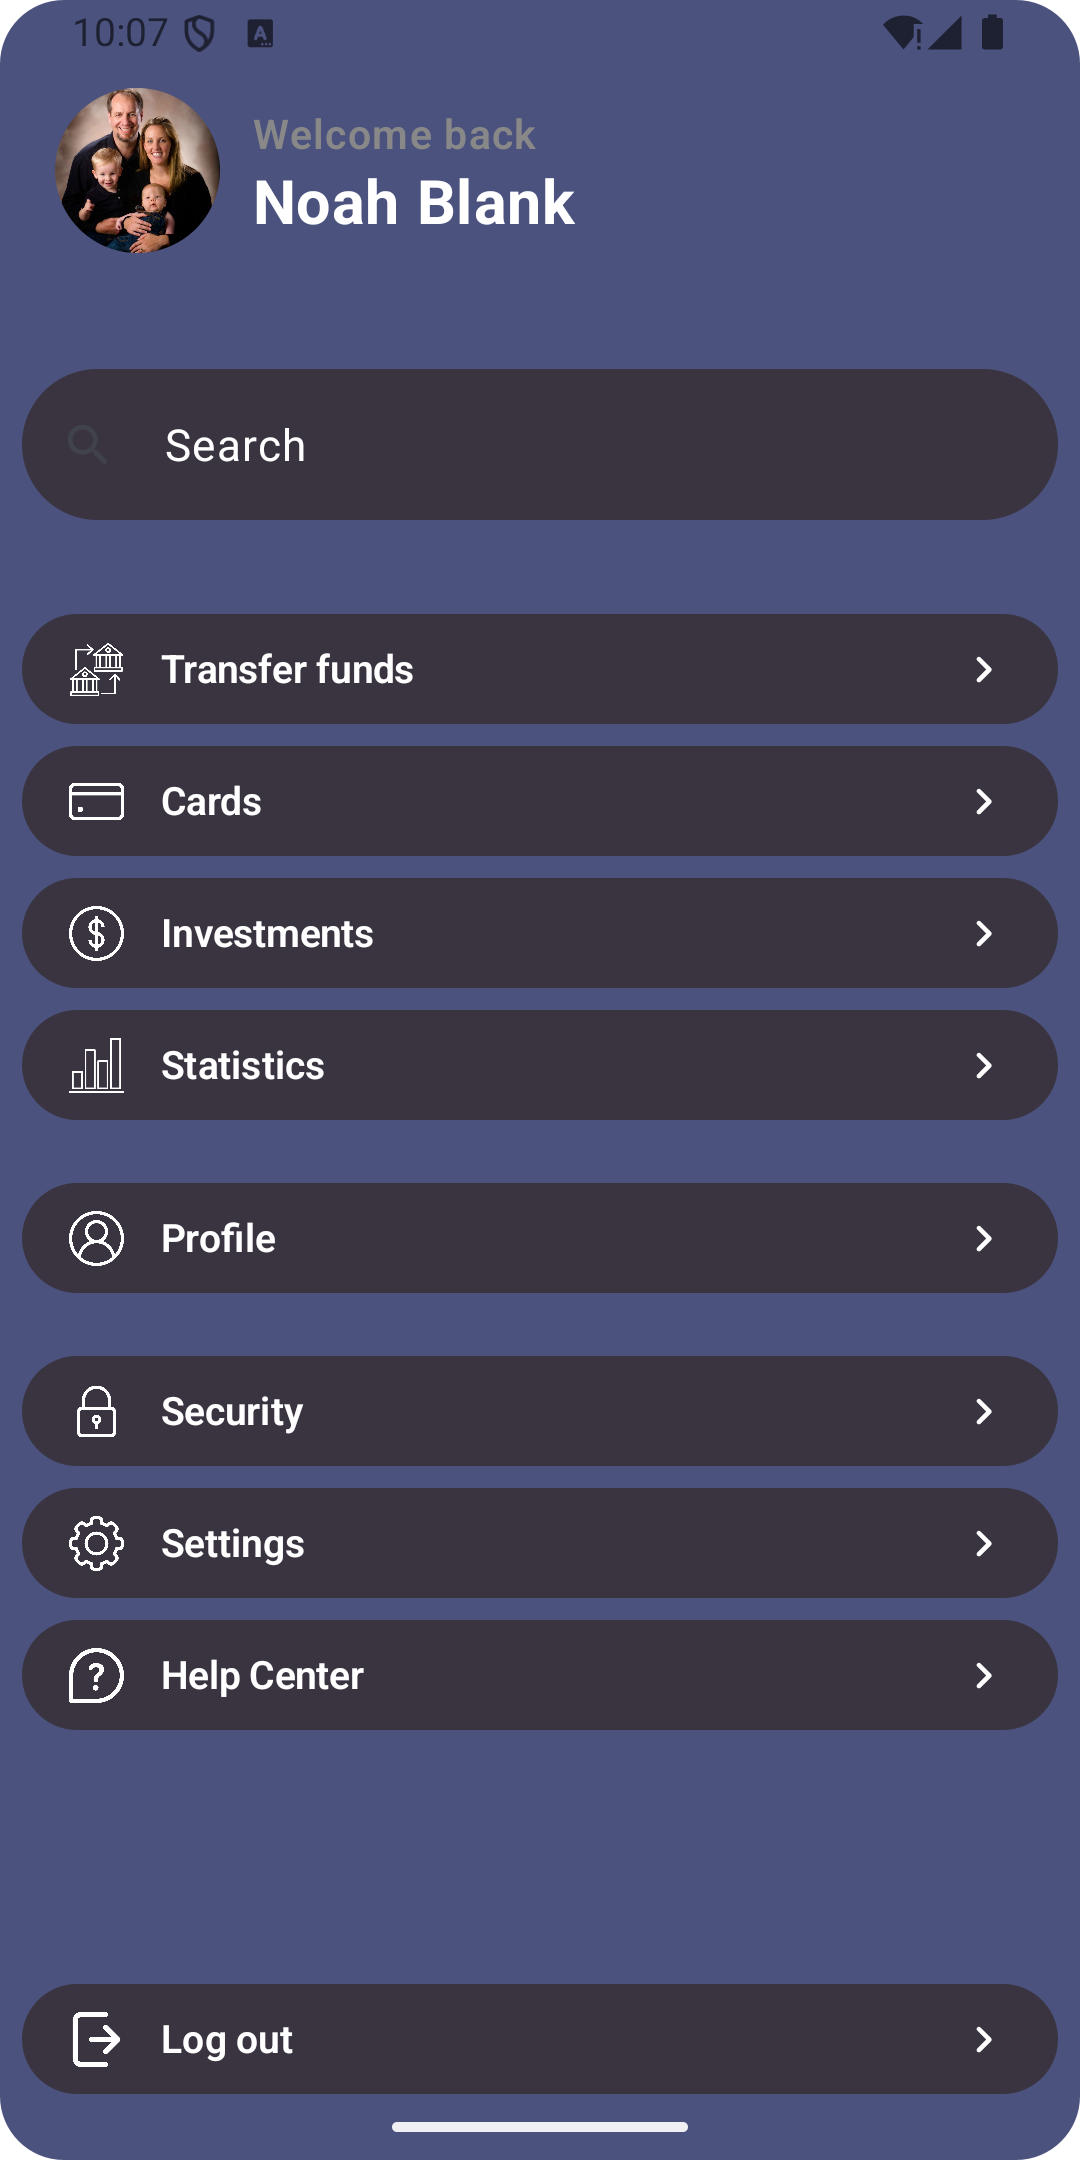 10:07
Welcome back
Noah Blank
Search
Transfer funds
Cards
Investments
Statistics
Profile
Security
Settings
Help Center
Log out